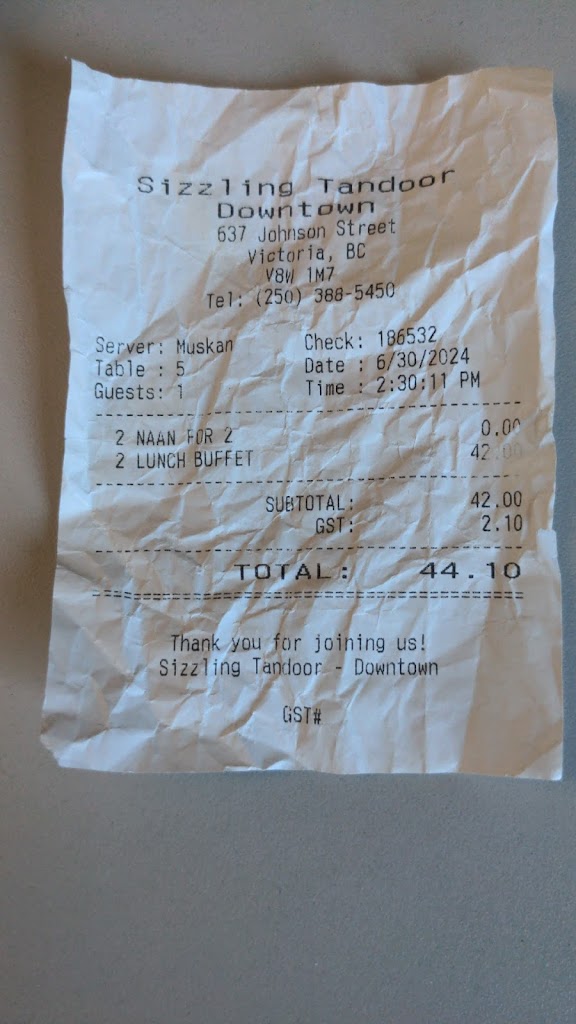 Sizzling Tandoor
Downtown
637 Johnson Street
Victoria, BC
V8W 1M7
Tel: (250) 388-5450
Server: Muskan Check: 186532
Table : 5 Date : 6/30/2024
Guests: 1 Time : 2:30:11 PM
2 NAAN FOR 2 0.00
2 LUNCH BUFFET 42.00
SUBTOTAL: 42.00
GST: 2.10
TOTAL: 44.10
Thank you for joining us!
Sizzling Tandoor - Downtown
GST#